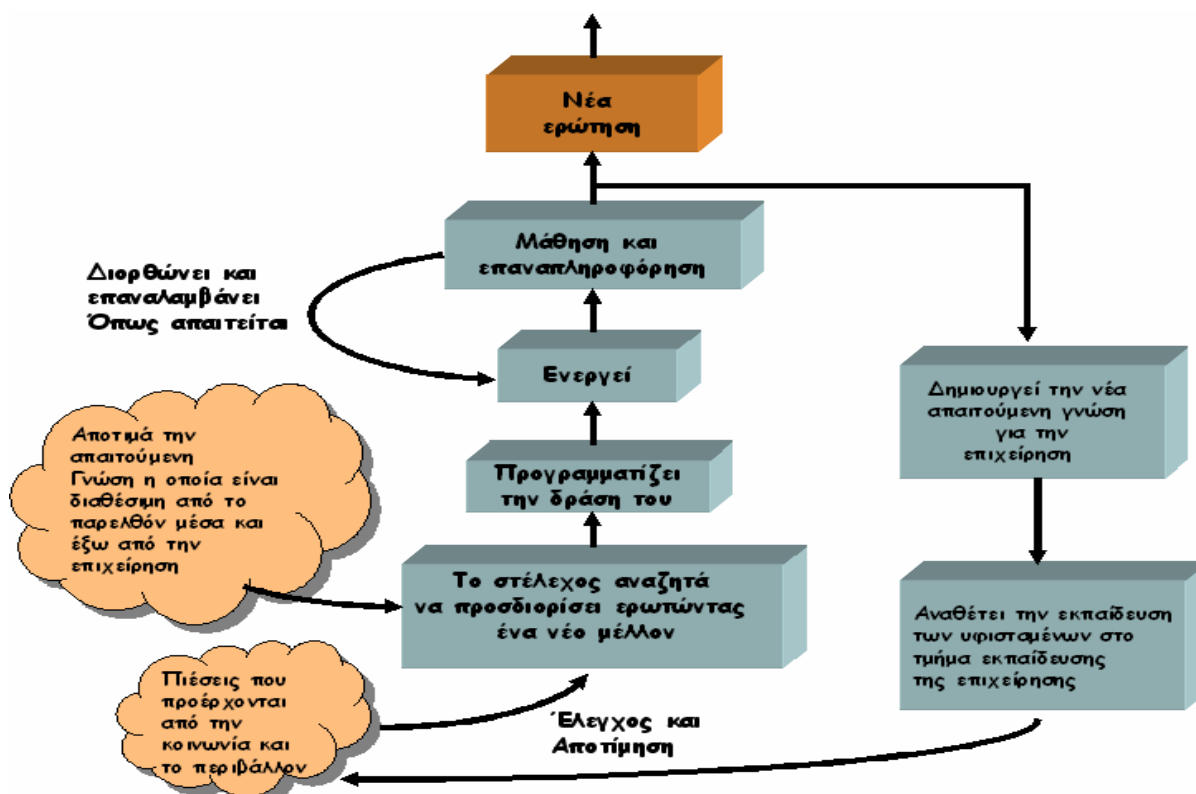 Νέα
ερώτηση
Μάθηση και
επαναπληροφόρηση
Διορθώνει και
επαναλαμβάνει
Όπως απαιτείται
Ενεργεί
Δημιουργεί την νέα
απαιτούμενη γνώση
για την
επιχείρηση
Αποτιμά την
απαιτούμενη
Γνώση η οποία είναι
διαθέσιμη από το
παρελθόν μέσα και
έξω από την
επιχείρηση
Προγραμματίζει
την δράση του
Το στέλεχος αναζητά
να προσδιορίσει ερωτώντας
ένα νέο μέλλον
Αναθέτει την εκπαίδευση
των υφισταμένων στο
τμήμα εκπαίδευσης
της επιχείρησης
Πιέσεις που
προέρχονται
από την
κοινωνία και
το περιβάλλον
Έλεγχος και
Αποτίμηση